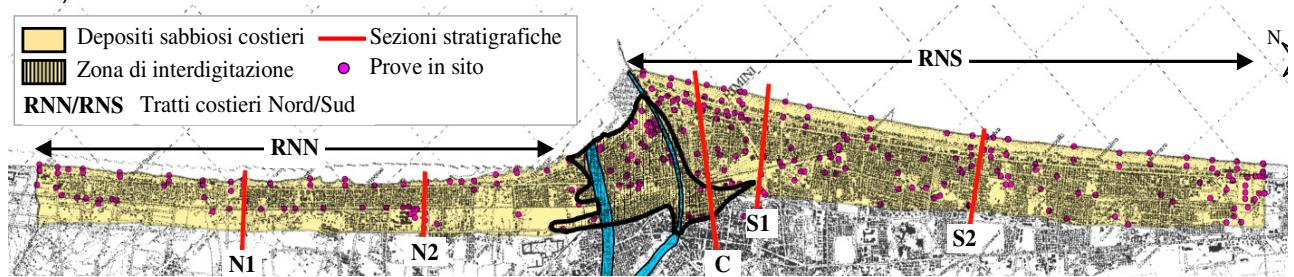 Depositi sabbiosi costieri
Sezioni stratigrafiche
Zona di interdigitazione
Prove in sito
RNN/RNS Tratti costieri Nord/Sud
RNS
N
RIMINI
RNN
N1
N2
C
S1
S2